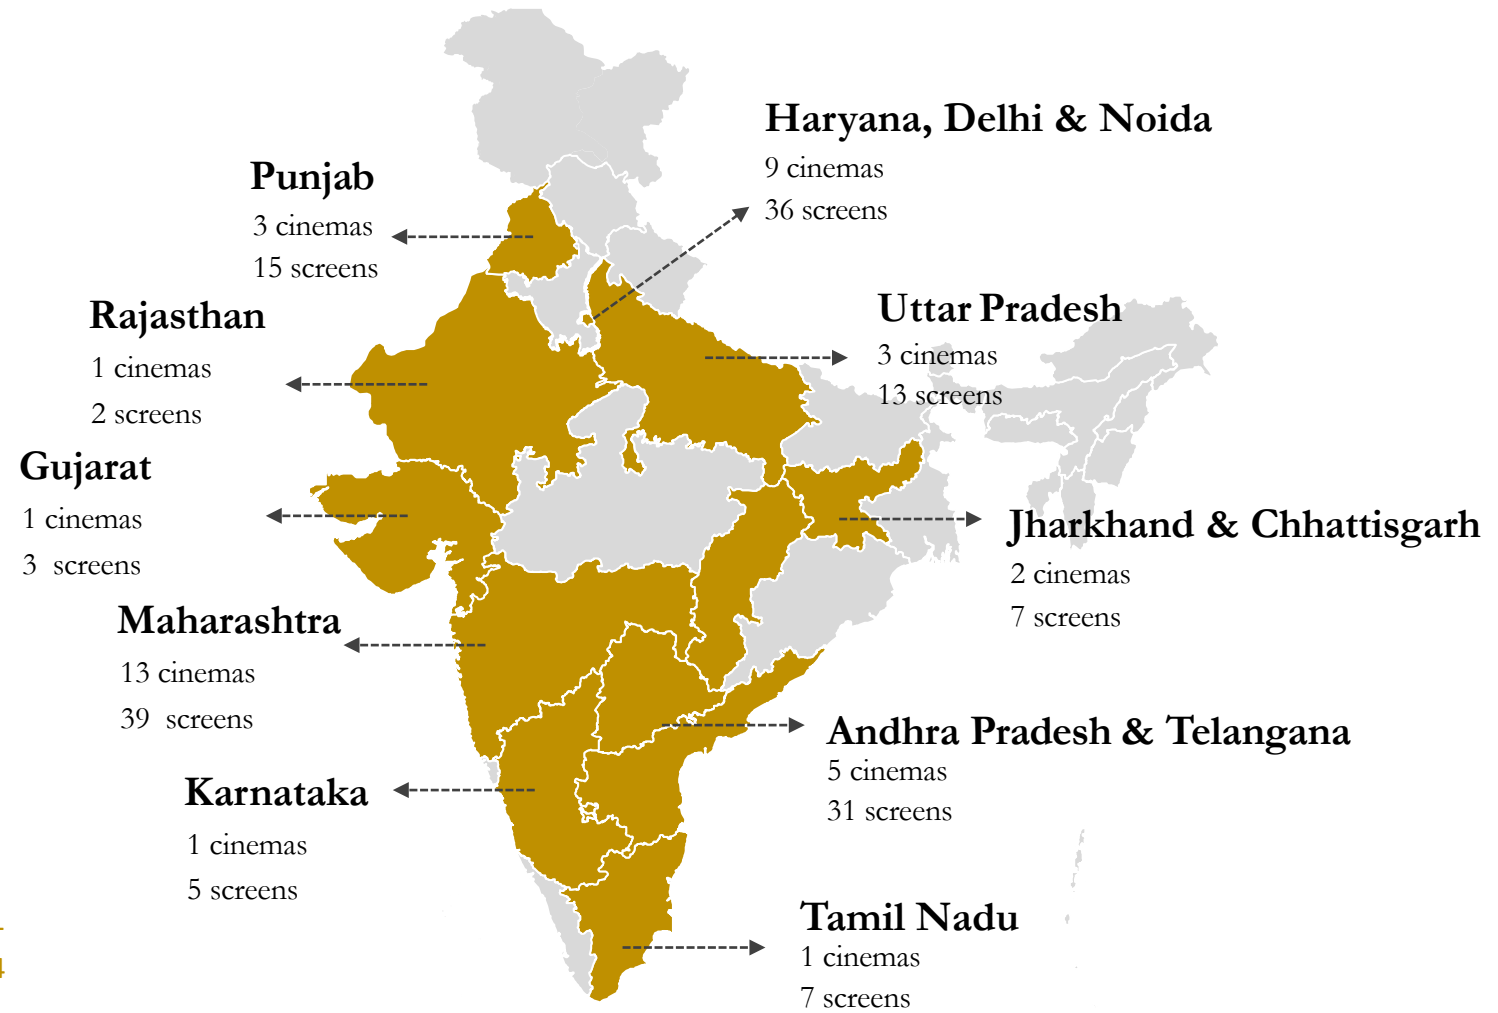 Haryana, Delhi & Noida
9 cinemas
36 screens
Punjab
3 cinemas
15 screens
Uttar Pradesh
3 cinemas
13 screens
Rajasthan
1 cinemas
2 screens
Gujarat
1 cinemas
3 screens
Jharkhand & Chhattisgarh
2 cinemas
7 screens
Maharashtra
13 cinemas
39 screens
Andhra Pradesh & Telangana
5 cinemas
31 screens
Karnataka
1 cinemas
5 screens
Tamil Nadu
1 cinemas
7 screens